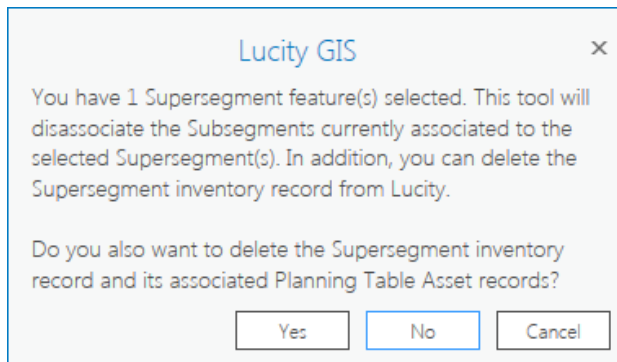 Lucity GIS
You have 1 Supersegment feature(s) selected. This tool will
disassociate the Subsegments currently associated to the
selected Supersegment(s). In addition, you can delete the
Supersegment inventory record from Lucity.
Do you also want to delete the Supersegment inventory
record and its associated Planning Table Asset records?
Yes No Cancel